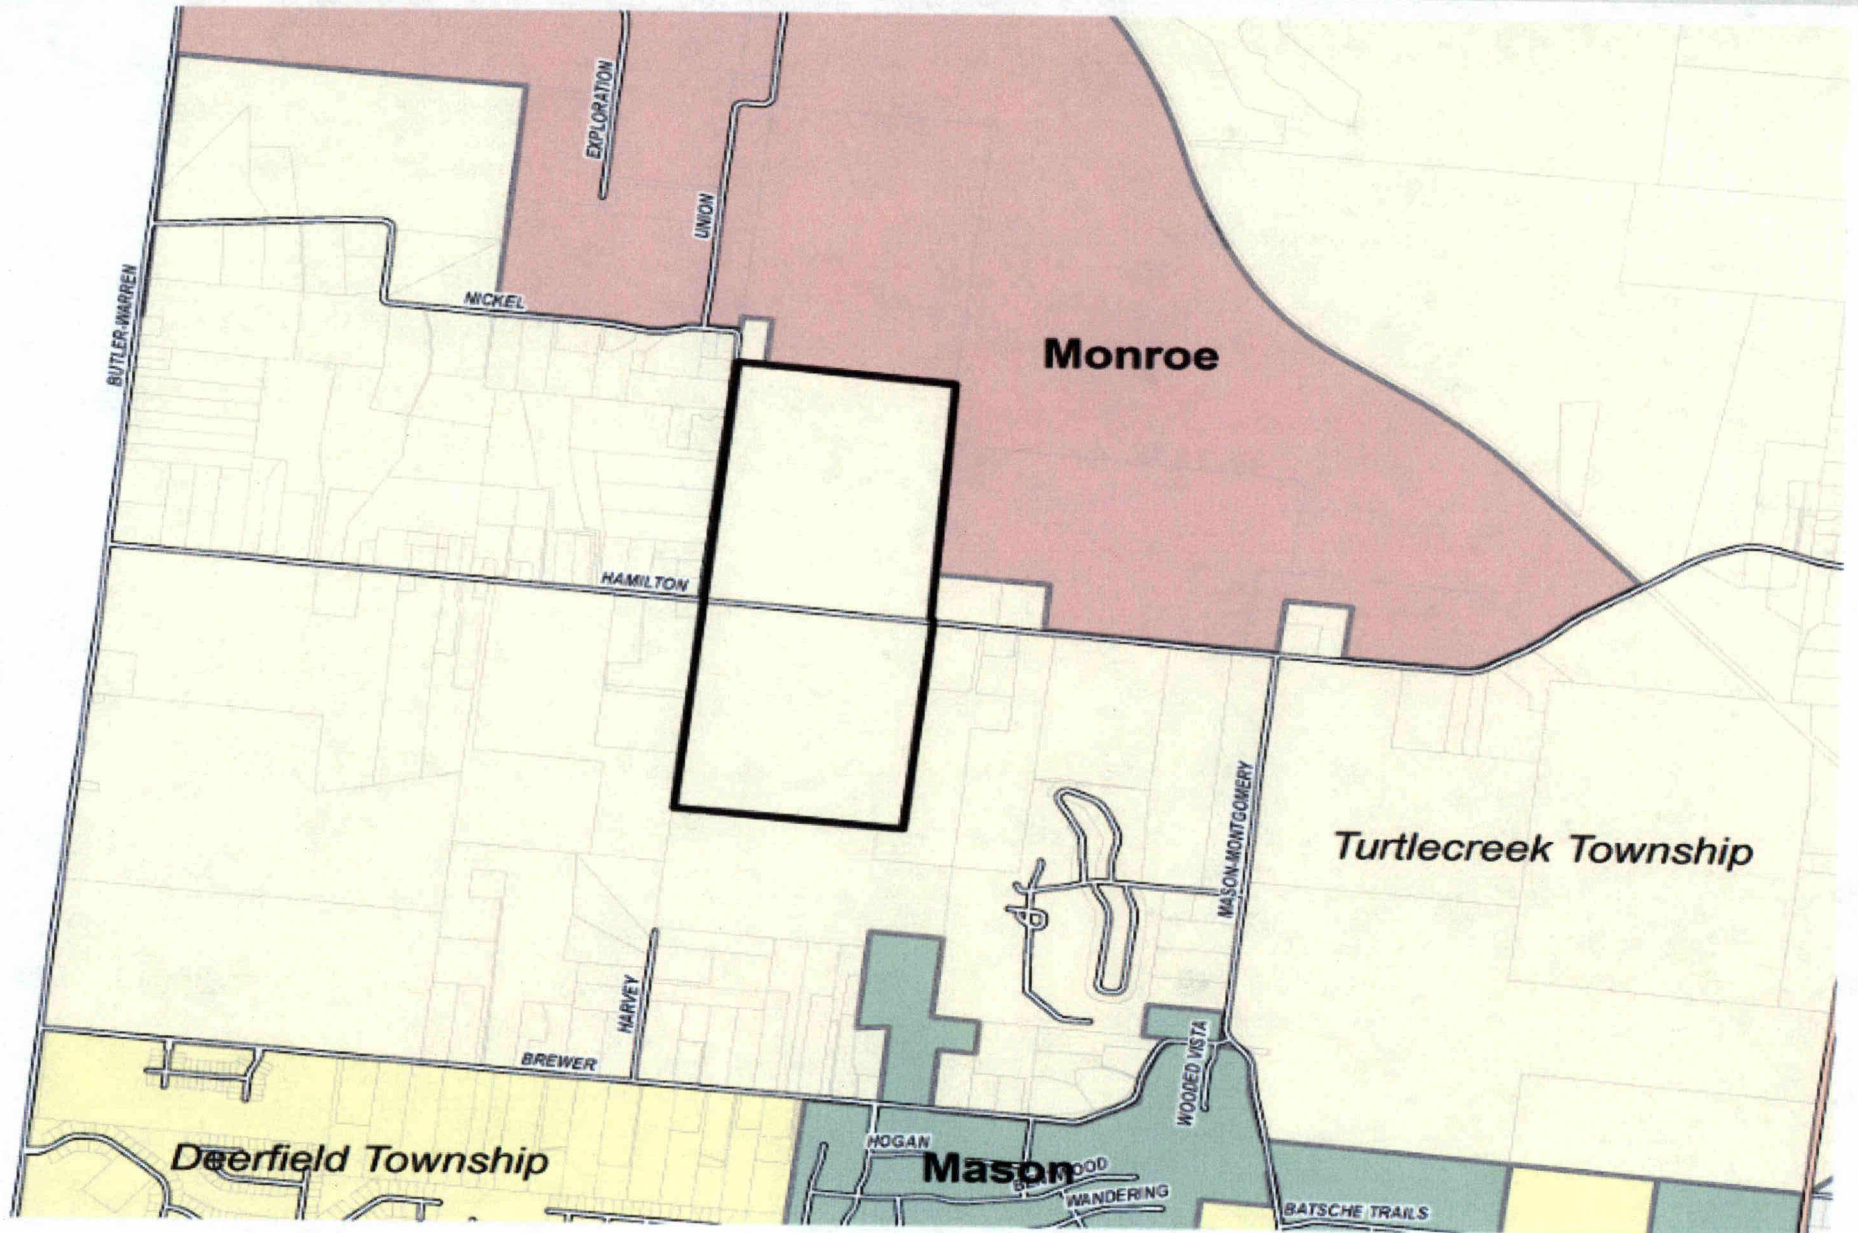 EXPLORATION
UNION
NICKEL
BUTLER-WARREN
Monroe
HAMILTON
MASON-MONTGOMERY
Turtlecreek Township
HARVEY
BREWER
WOODED VISTA
Deerfield Township
HOGAN
Mason
WANDERING
BATSCHE TRAILS